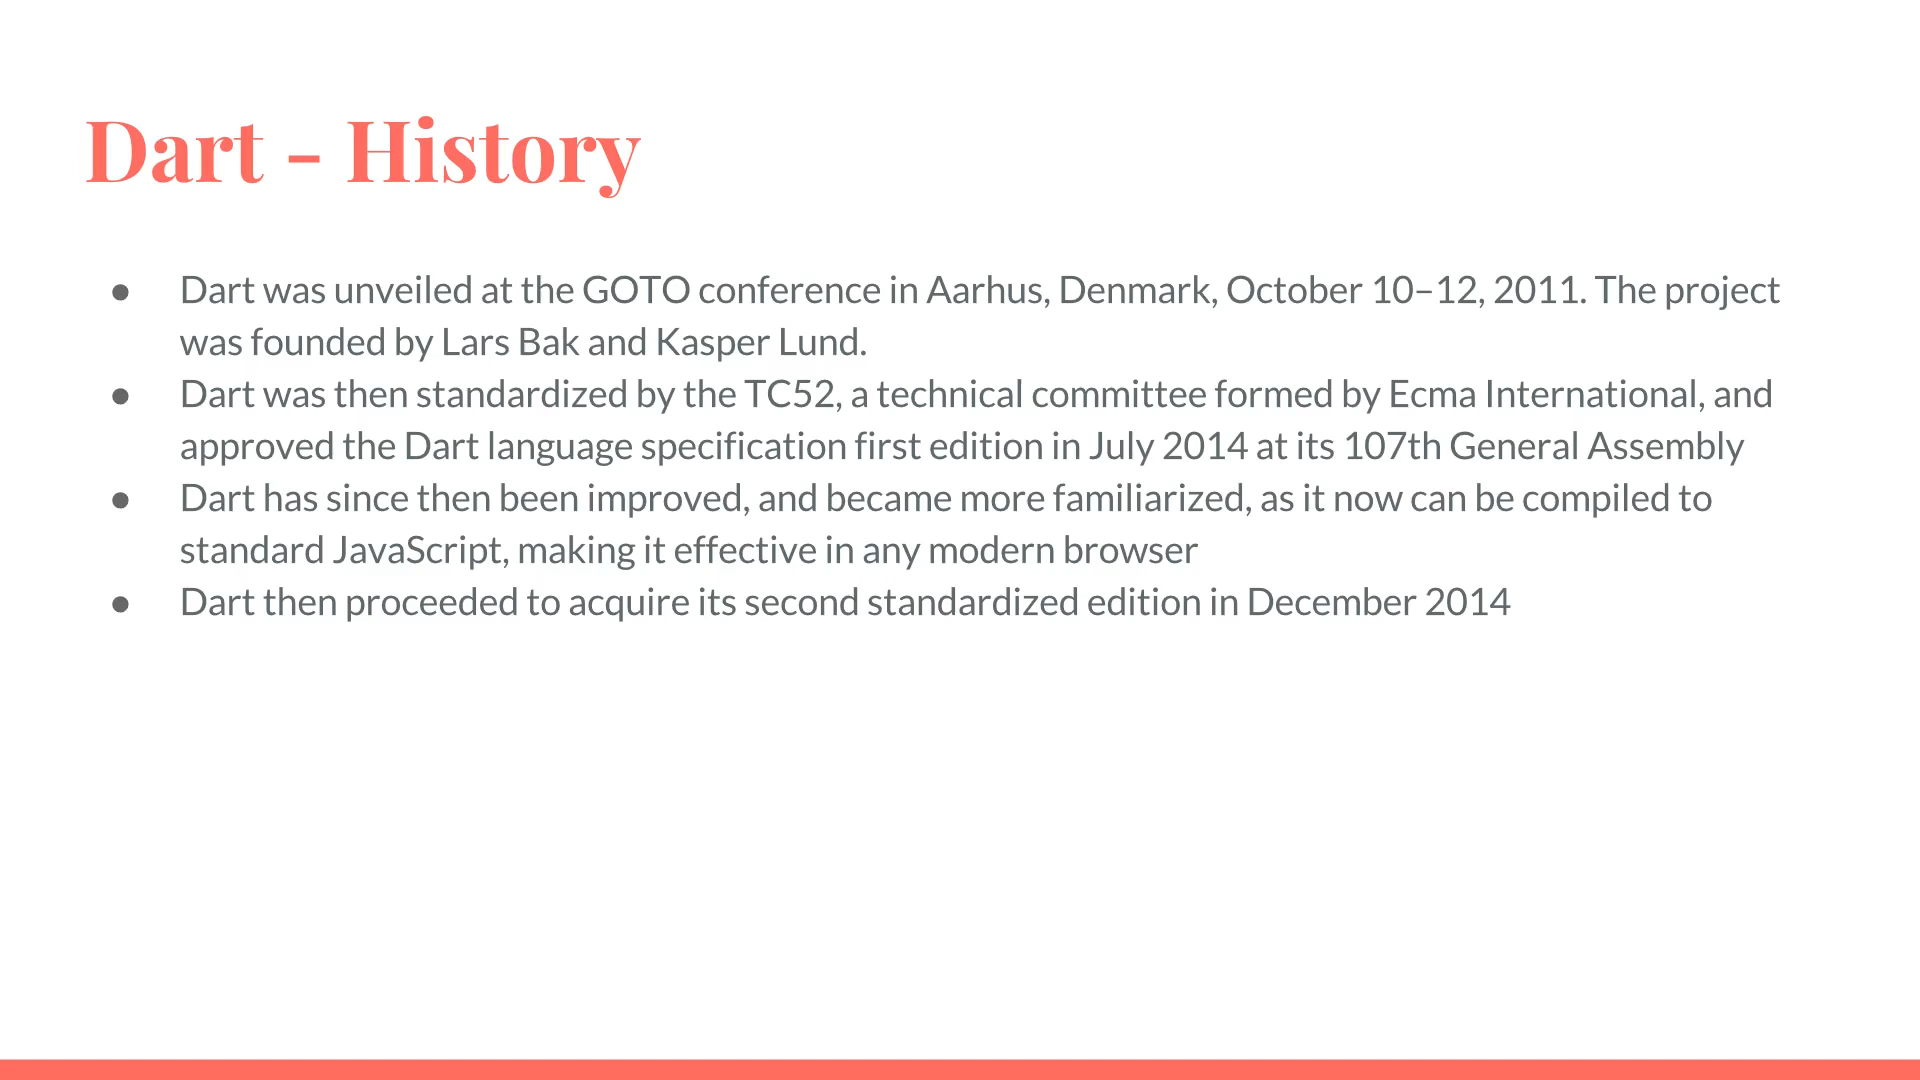 Dart - History
● Dart was unveiled at the GOTO conference in Aarhus, Denmark, October 10–12, 2011. The project
was founded by Lars Bak and Kasper Lund.
● Dart was then standardized by the TC52, a technical committee formed by Ecma International, and
approved the Dart language specification first edition in July 2014 at its 107th General Assembly
● Dart has since then been improved, and became more familiarized, as it now can be compiled to
standard JavaScript, making it effective in any modern browser
● Dart then proceeded to acquire its second standardized edition in December 2014